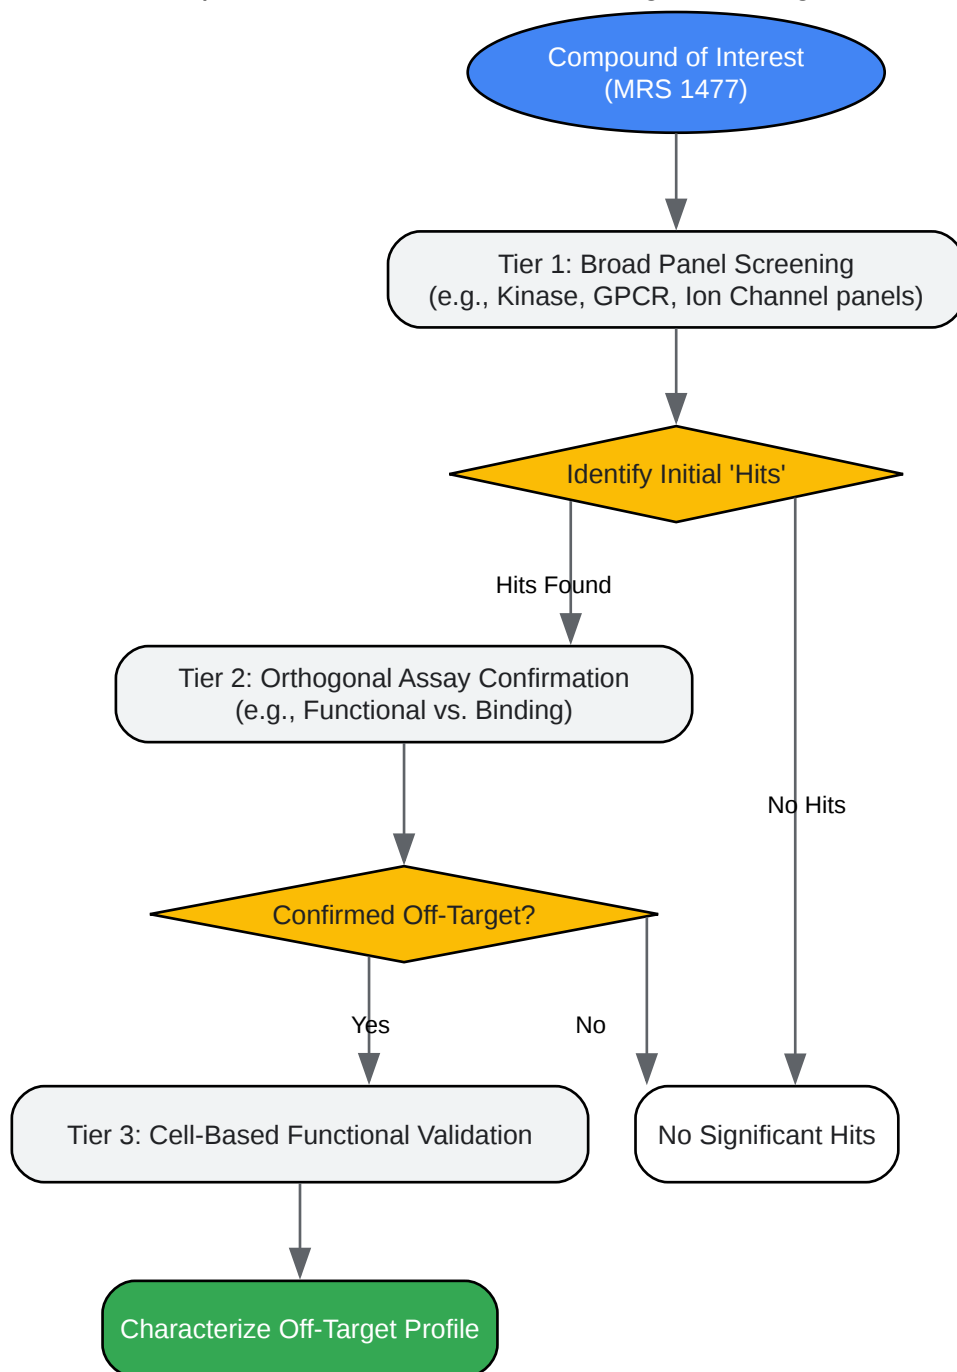 Compound of Interest
(MRS 1477)
Tier 1: Broad Panel Screening
(e.g., Kinase, GPCR, Ion Channel panels)
Identify Initial 'Hits'
Hits Found
Tier 2: Orthogonal Assay Confirmation
(e.g., Functional vs. Binding)
No Hits
Confirmed Off-Target?
Yes
No
Tier 3: Cell-Based Functional Validation
No Significant Hits
Characterize Off-Target Profile